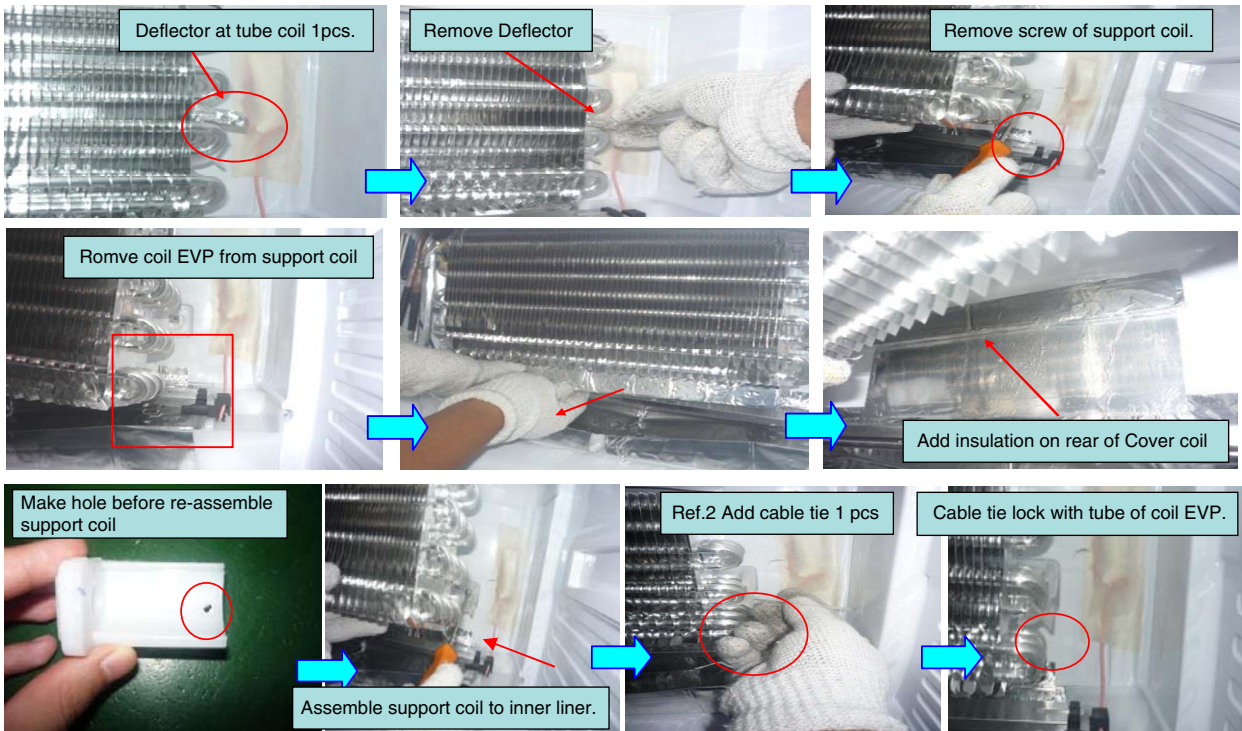 Deflector at tube coil 1pcs.
Remove Deflector
Remove screw of support coil.
Romve coil EVP from support coil
Add insulation on rear of Cover coil
Make hole before re-assemble
support coil
Assemble support coil to inner liner.
Ref.2 Add cable tie 1 pcs
Cable tie lock with tube of coil EVP.